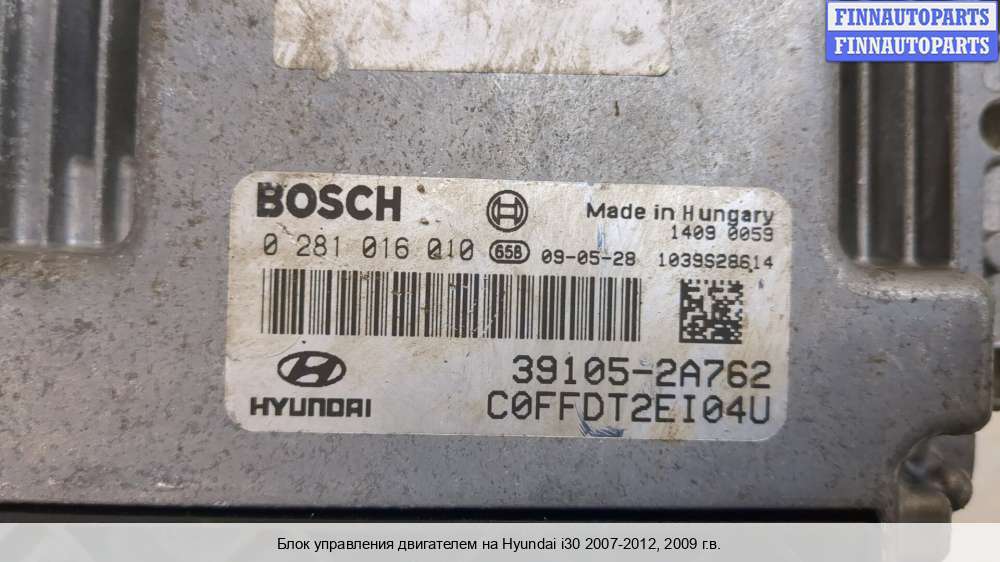 FINNAUTOPARTS
FINNAUTOPARTS
BOSCH
Made in Hungary
1409 0059
0 281 016 010 658 09-05-28 1039S28614
39105-2A762
HYUNDAI
C0FFDT2EI04U
Блок управления двигателем на Hyundai i30 2007-2012, 2009 г.в.